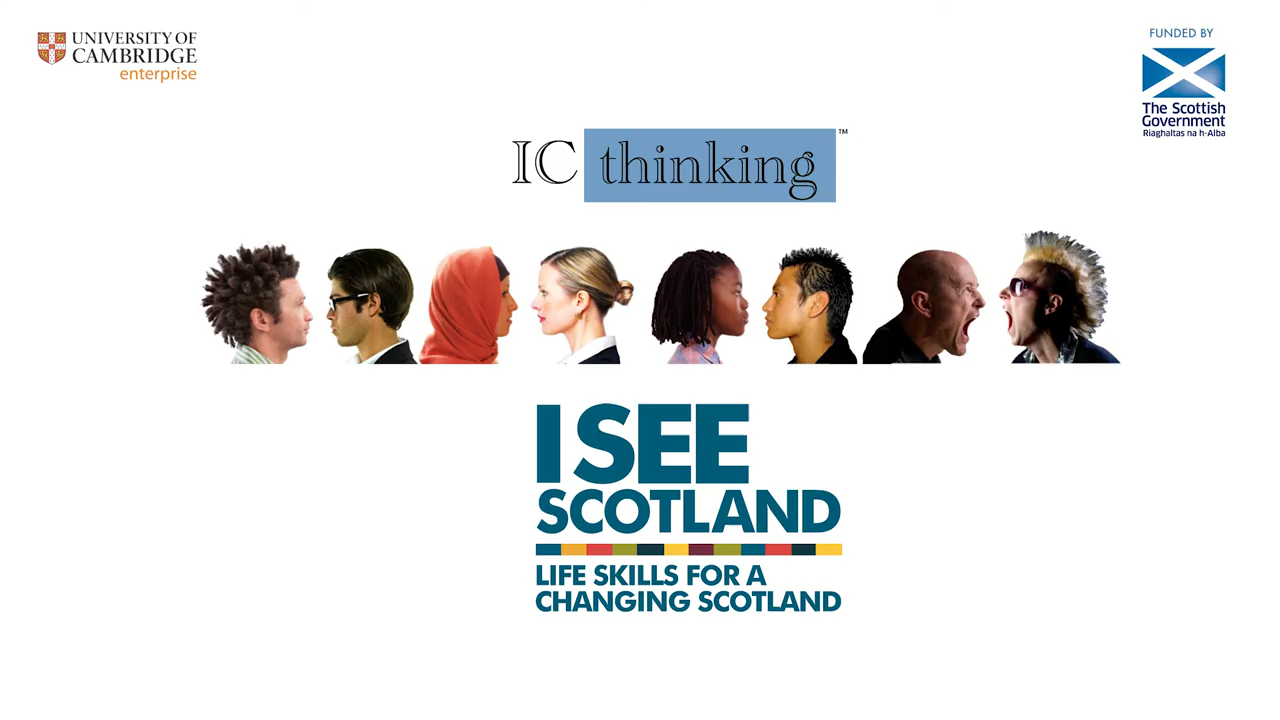 UNIVERSITY OF
CAMBRIDGE
enterprise
FUNDED BY
The Scottish
Government
Riaghaltas na h-Alba
IC thinking™
I SEE
SCOTLAND
LIFE SKILLS FOR A
CHANGING SCOTLAND